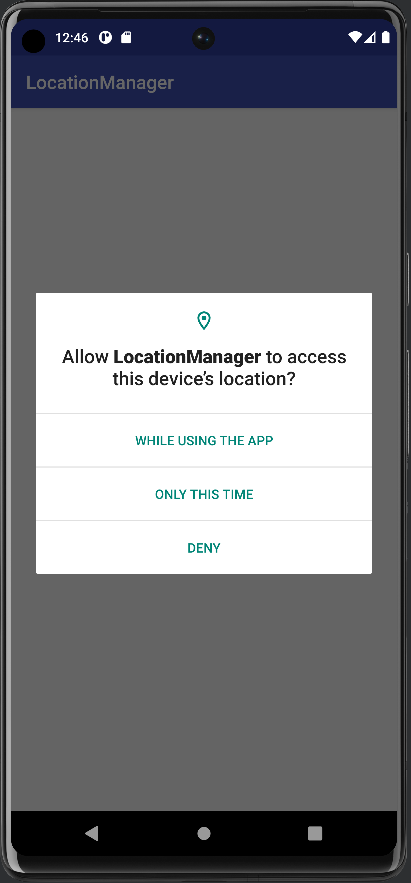 12:46
LocationManager
Allow LocationManager to access
this device's location?
WHILE USING THE APP
ONLY THIS TIME
DENY